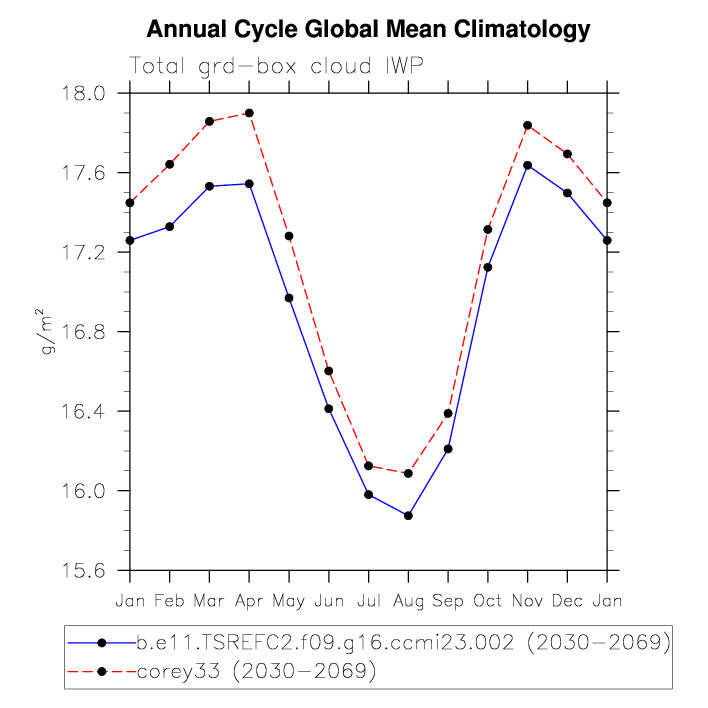 Annual Cycle Global Mean Climatology
Total grd-box cloud IWP
18.0
17.6
17.2
16.8
16.4
16.0
15.6
g/m²
Jan Feb Mar Apr May Jun Jul Aug Sep Oct Nov Dec Jan
b.e11.TSREFC2.f09.g16.ccmi23.002 (2030-2069)
corey33 (2030-2069)